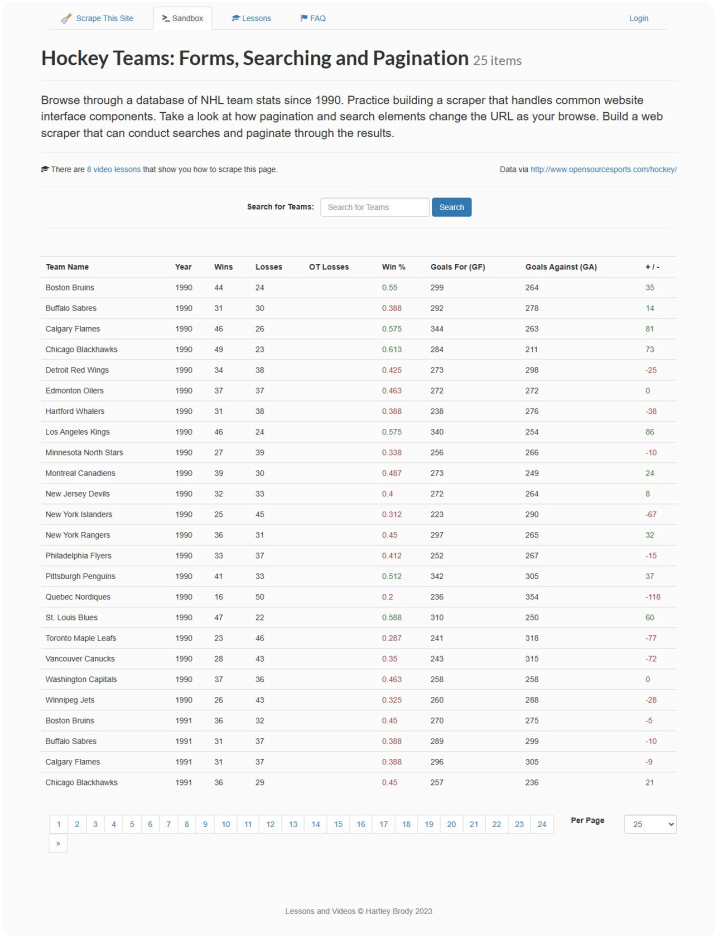 Scrape This Site Sandbox Lessons FAQ Login
Hockey Teams: Forms, Searching and Pagination 25 items
Browse through a database of NHL team stats since 1990. Practice building a scraper that handles common website
interface components. Take a look at how pagination and search elements change the URL as your browse. Build a web
scraper that can conduct searches and paginate through the results.
There are 8 video lessons that show you how to scrape this page. Data via http://www.opensourcesports.com/hockey/
Search for Teams: Search for Teams Search
Team Name Year Wins Losses OT Losses Win % Goals For (GF) Goals Against (GA) + / -
Boston Bruins 1990 44 24 0.55 299 264 35
Buffalo Sabres 1990 31 30 0.388 292 278 14
Calgary Flames 1990 46 26 0.575 344 263 81
Chicago Blackhawks 1990 49 23 0.613 284 211 73
Detroit Red Wings 1990 34 38 0.425 273 298 -25
Edmonton Oilers 1990 37 37 0.463 272 272 0
Hartford Whalers 1990 31 38 0.388 238 276 -38
Los Angeles Kings 1990 46 24 0.575 340 254 86
Minnesota North Stars 1990 27 39 0.338 256 266 -10
Montreal Canadiens 1990 39 30 0.487 273 249 24
New Jersey Devils 1990 32 33 0.4 272 264 8
New York Islanders 1990 25 45 0.312 223 290 -67
New York Rangers 1990 36 31 0.45 297 265 32
Philadelphia Flyers 1990 33 37 0.412 252 267 -15
Pittsburgh Penguins 1990 41 33 0.512 342 305 37
Quebec Nordiques 1990 16 50 0.2 236 354 -118
St. Louis Blues 1990 47 22 0.588 310 250 60
Toronto Maple Leafs 1990 23 46 0.287 241 318 -77
Vancouver Canucks 1990 28 43 0.35 243 315 -72
Washington Capitals 1990 37 36 0.463 258 258 0
Winnipeg Jets 1990 26 43 0.325 260 288 -28
Boston Bruins 1991 36 32 0.45 270 275 -5
Buffalo Sabres 1991 31 37 0.388 289 299 -10
Calgary Flames 1991 31 37 0.388 296 305 -9
Chicago Blackhawks 1991 36 29 0.45 257 236 21
1 2 3 4 5 6 7 8 9 10 11 12 13 14 15 16 17 18 19 20 21 22 23 24 Per Page 25
»
Lessons and Videos © Hartley Brody 2023